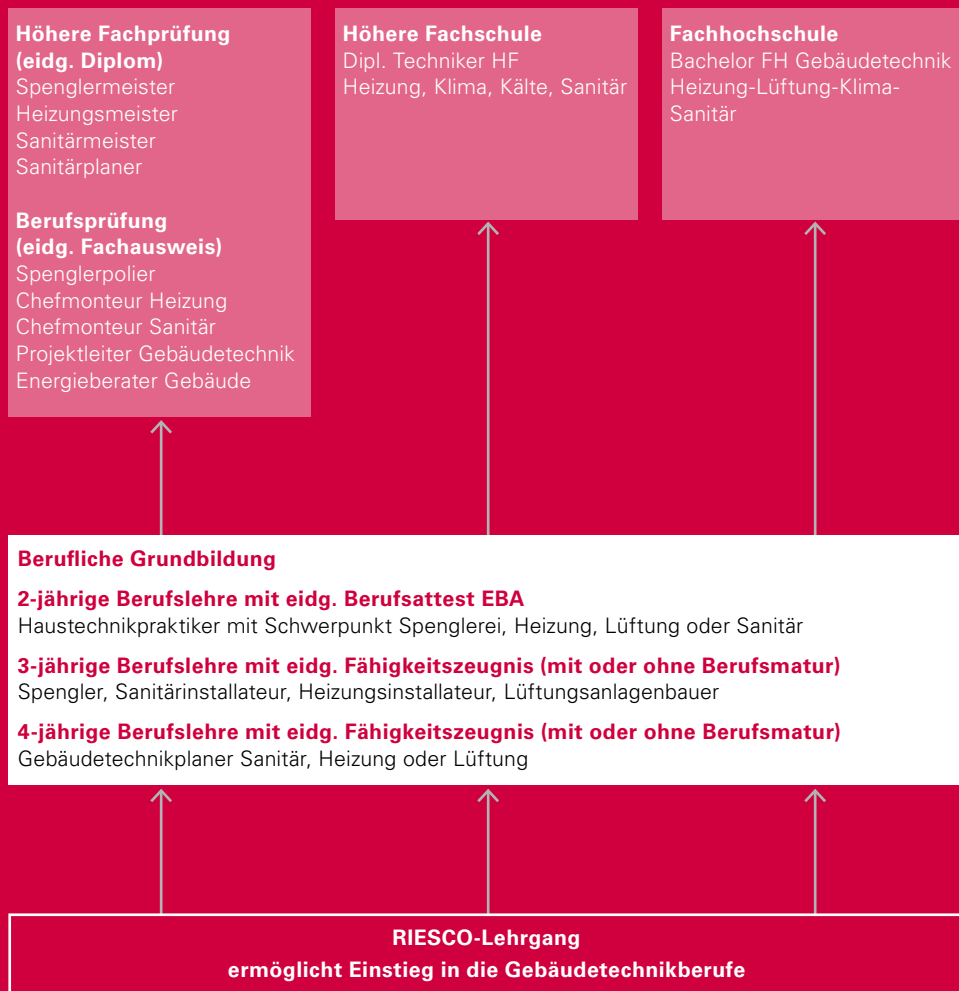 Höhere Fachprüfung
(eidg. Diplom)
Spenglermeister
Heizungsmeister
Sanitärmeister
Sanitärplaner
Berufsprüfung
(eidg. Fachausweis)
Spenglerpolier
Chefmonteur Heizung
Chefmonteur Sanitär
Projektleiter Gebäudetechnik
Energieberater Gebäude
Höhere Fachschule
Dipl. Techniker HF
Heizung, Klima, Kälte, Sanitär
Fachhochschule
Bachelor FH Gebäudetechnik
Heizung-Lüftung-Klima-
Sanitär
Berufliche Grundbildung
2-jährige Berufslehre mit eidg. Berufsattest EBA
Haustechnikpraktiker mit Schwerpunkt Spenglerei, Heizung, Lüftung oder Sanitär
3-jährige Berufslehre mit eidg. Fähigkeitszeugnis (mit oder ohne Berufsmatur)
Spengler, Sanitärinstallateur, Heizungsinstallateur, Lüftungsanlagenbauer
4-jährige Berufslehre mit eidg. Fähigkeitszeugnis (mit oder ohne Berufsmatur)
Gebäudetechnikplaner Sanitär, Heizung oder Lüftung
RIESCO-Lehrgang
ermöglicht Einstieg in die Gebäudetechnikberufe